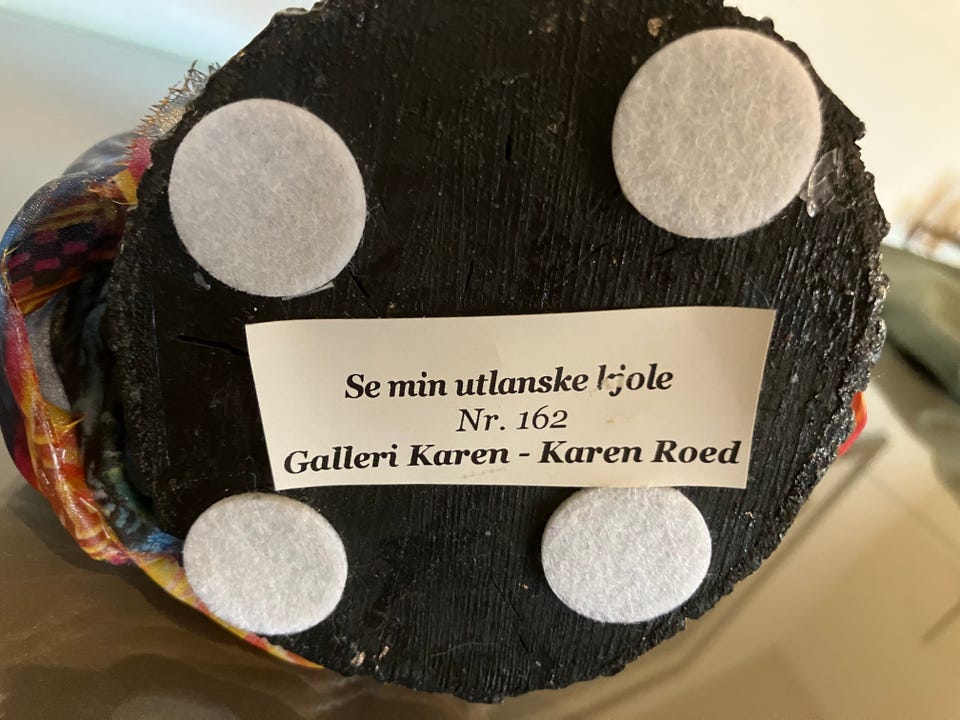 Se min utlanske kjole
Nr. 162
Galleri Karen - Karen Roed